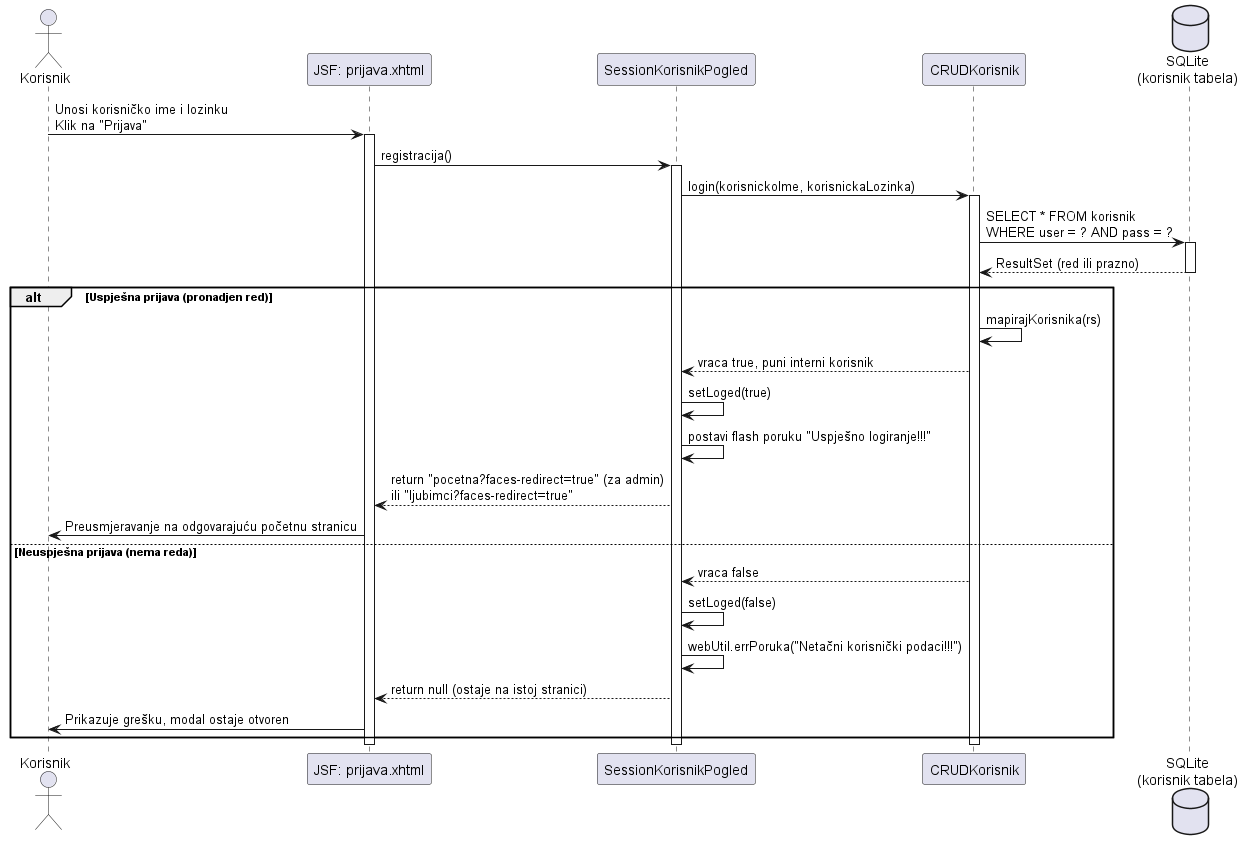 Korisnik
JSF: prijava.xhtml
SessionKorisnikPogled
CRUDKorisnik
SQLite
(korisnik tabela)
Unosi korisničko ime i lozinku
Klik na "Prijava"
registracija()
login(korisnickoIme, korisnickaLozinka)
SELECT * FROM korisnik
WHERE user = ? AND pass = ?
ResultSet (red ili prazno)
alt
[Uspješna prijava (pronadjen red)]
mapirajKorisnika(rs)
vraca true, puni interni korisnik
setLoged(true)
postavi flash poruku "Uspješno logiranje!!!"
return "pocetna?faces-redirect=true" (za admin)
ili "ljubimci?faces-redirect=true"
Preusmjeravanje na odgovarajuću početnu stranicu
[Neuspješna prijava (nema reda)]
vraca false
setLoged(false)
webUtil.errPoruka("Netačni korisnički podaci!!!")
return null (ostaje na istoj stranici)
Prikazuje grešku, modal ostaje otvoren
Korisnik
JSF: prijava.xhtml
SessionKorisnikPogled
CRUDKorisnik
SQLite
(korisnik tabela)